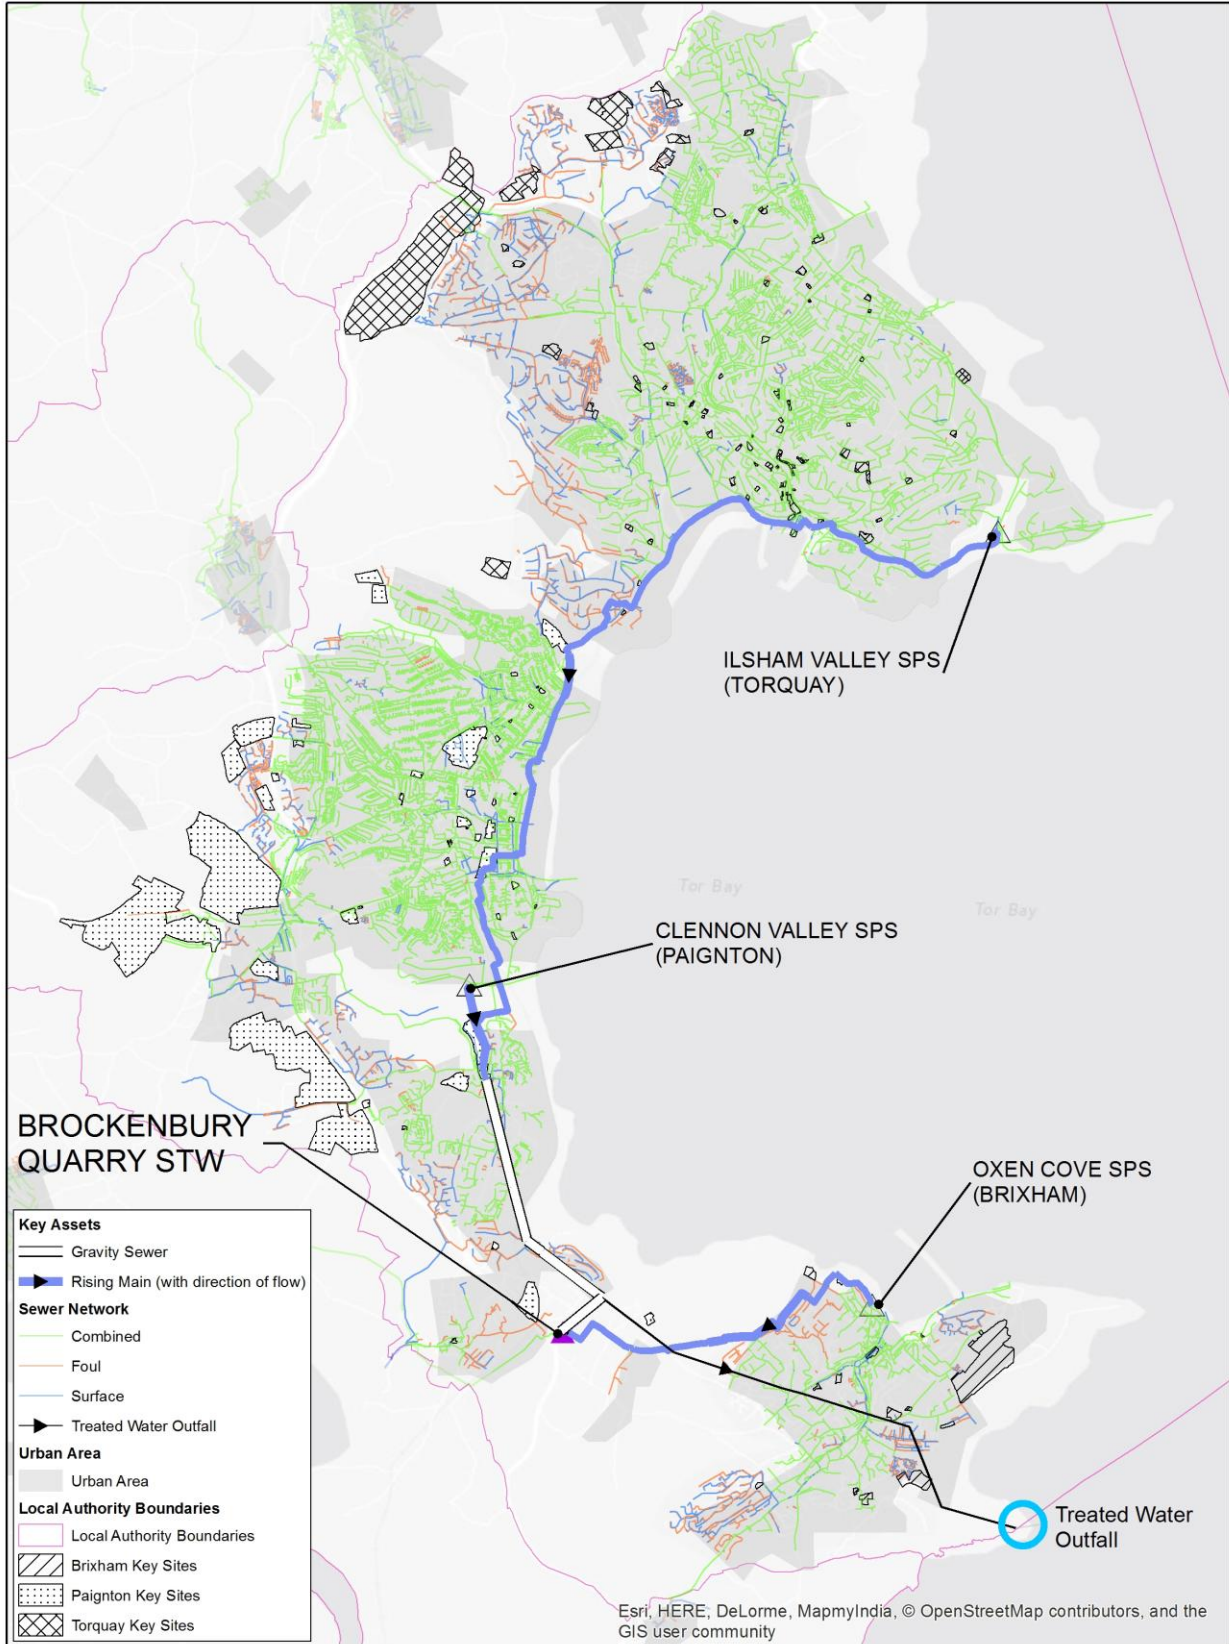 Tor Bay
Tor Bay
ILSHAM VALLEY SPS
(TORQUAY)
CLENNON VALLEY SPS
(PAIGNTON)
BROCKENBURY
QUARRY STW
OXEN COVE SPS
(BRIXHAM)
Treated Water
Outfall
Key Assets
Gravity Sewer
Rising Main (with direction of flow)
Sewer Network
Combined
Foul
Surface
Treated Water Outfall
Urban Area
Urban Area
Local Authority Boundaries
Local Authority Boundaries
Brixham Key Sites
Paignton Key Sites
Torquay Key Sites
Esri, HERE, DeLorme, MapmyIndia, © OpenStreetMap contributors, and the
GIS user community